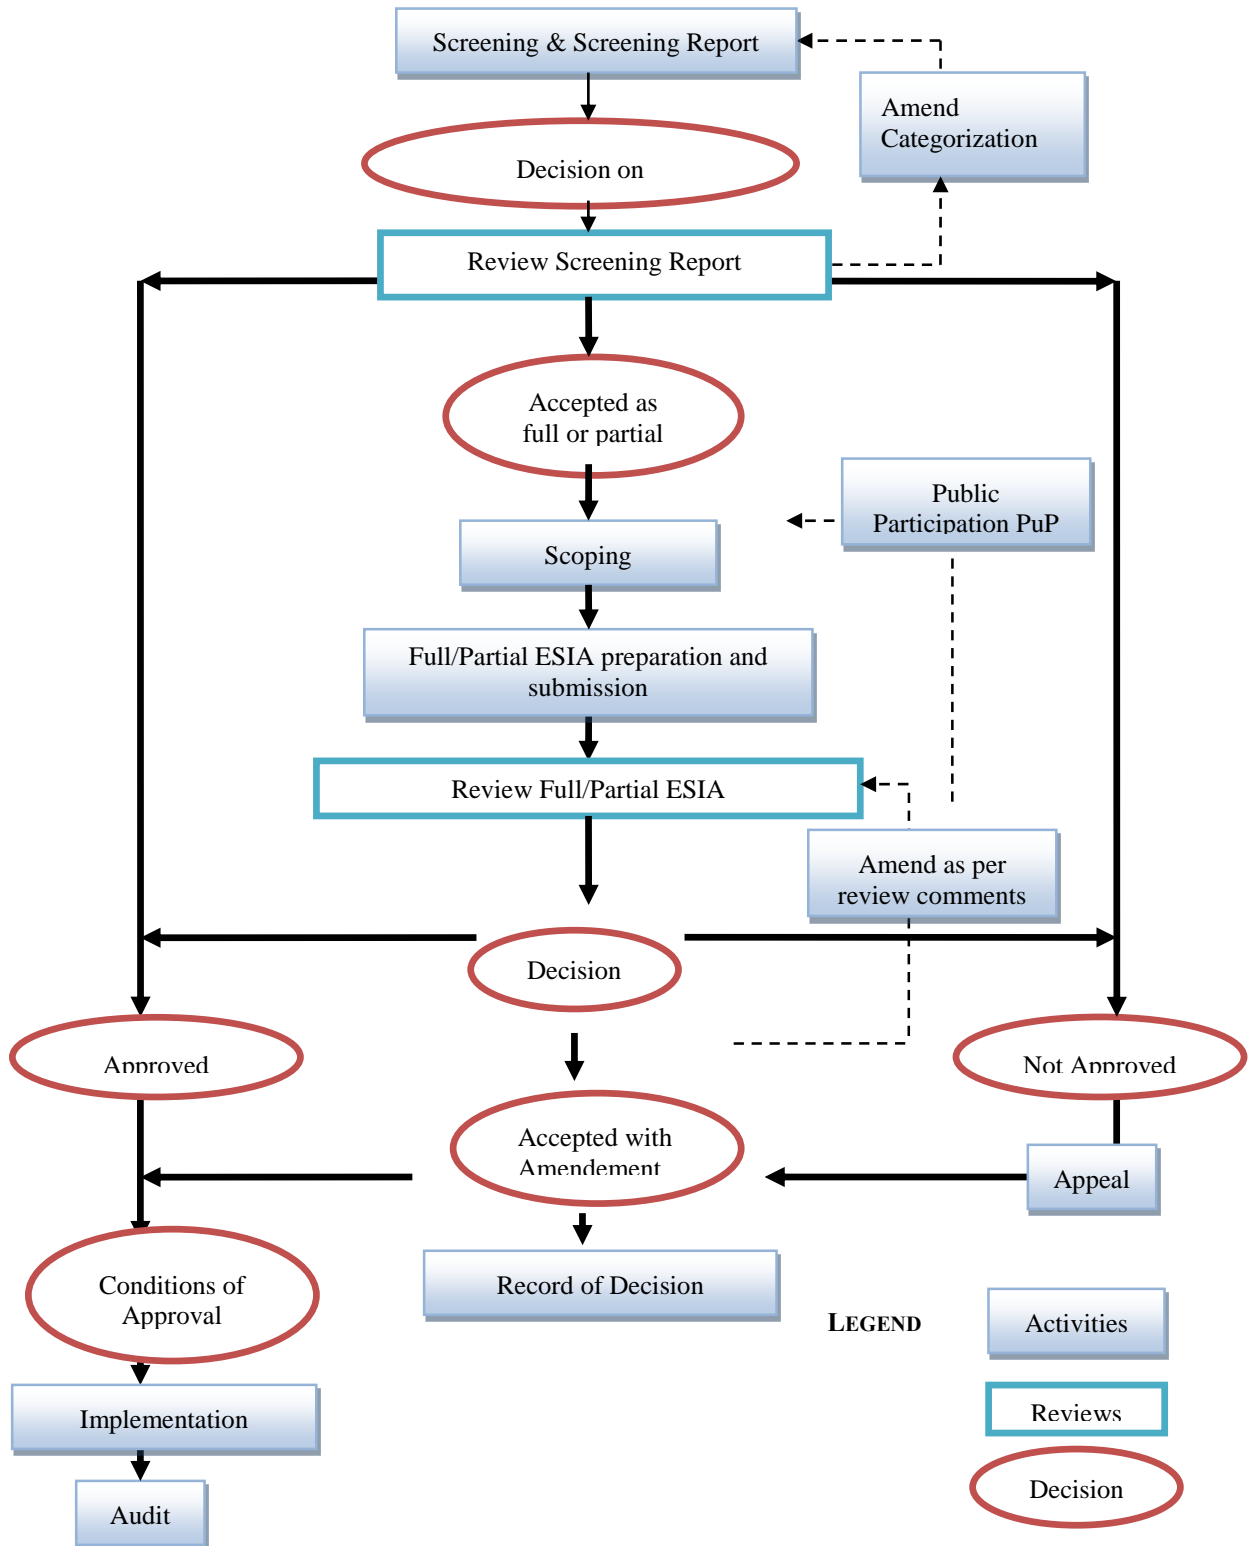 Screening & Screening Report
Amend
Categorization
Decision on
Review Screening Report
Accepted as
full or partial
Public
Participation PuP
Scoping
Full/Partial ESIA preparation and
submission
Review Full/Partial ESIA
Amend as per
review comments
Decision
Approved
Not Approved
Accepted with
Amendement
Appeal
Conditions of
Approval
Record of Decision
LEGEND
Activities
Implementation
Reviews
Audit
Decision